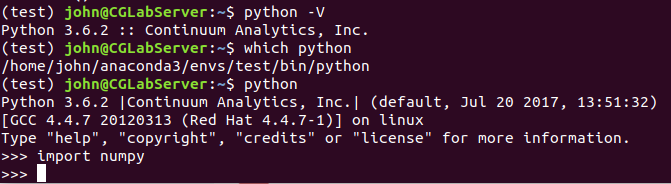 (test) john@CGLabServer:~$ python -V
Python 3.6.2 :: Continuum Analytics, Inc.
(test) john@CGLabServer:~$ which python
/home/john/anaconda3/envs/test/bin/python
(test) john@CGLabServer:~$ python
Python 3.6.2 |Continuum Analytics, Inc.| (default, Jul 20 2017, 13:51:32)
[GCC 4.4.7 20120313 (Red Hat 4.4.7-1)] on linux
Type "help", "copyright", "credits" or "license" for more information.
>>> import numpy
>>>